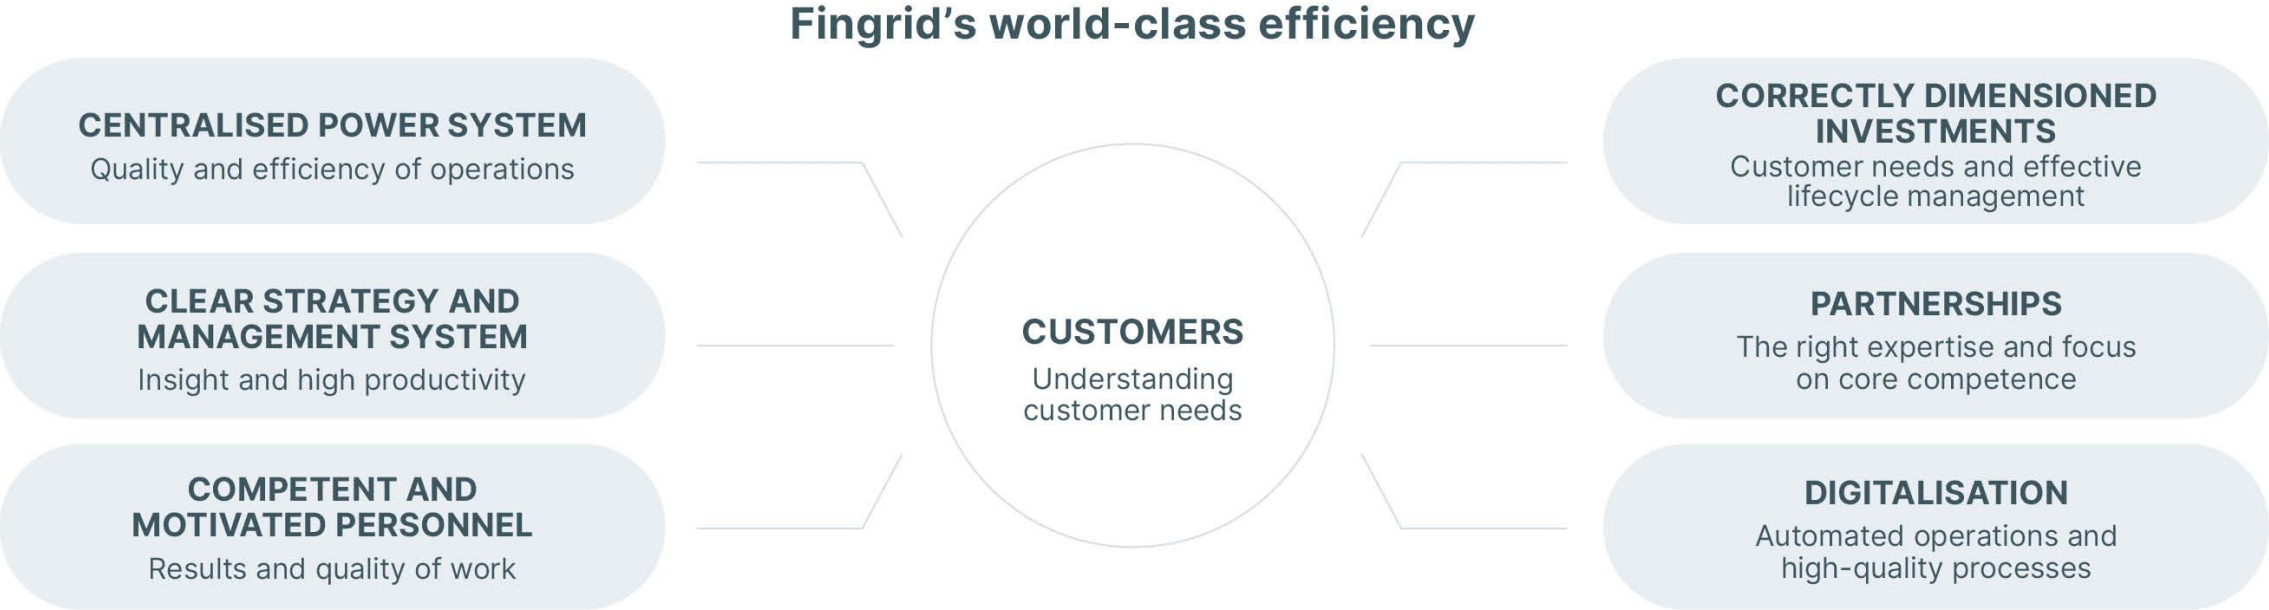 Fingrid’s world-class efficiency
CENTRALISED POWER SYSTEM
Quality and efficiency of operations
CLEAR STRATEGY AND
MANAGEMENT SYSTEM
Insight and high productivity
COMPETENT AND
MOTIVATED PERSONNEL
Results and quality of work
CUSTOMERS
Understanding
customer needs
CORRECTLY DIMENSIONED
INVESTMENTS
Customer needs and effective
lifecycle management
PARTNERSHIPS
The right expertise and focus
on core competence
DIGITALISATION
Automated operations and
high-quality processes